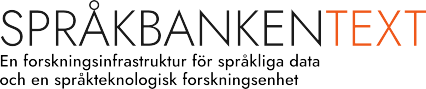 SPRÅKBANKENTEXT
En forskningsinfrastruktur för språkliga data
och en språkteknologisk forskningsenhet